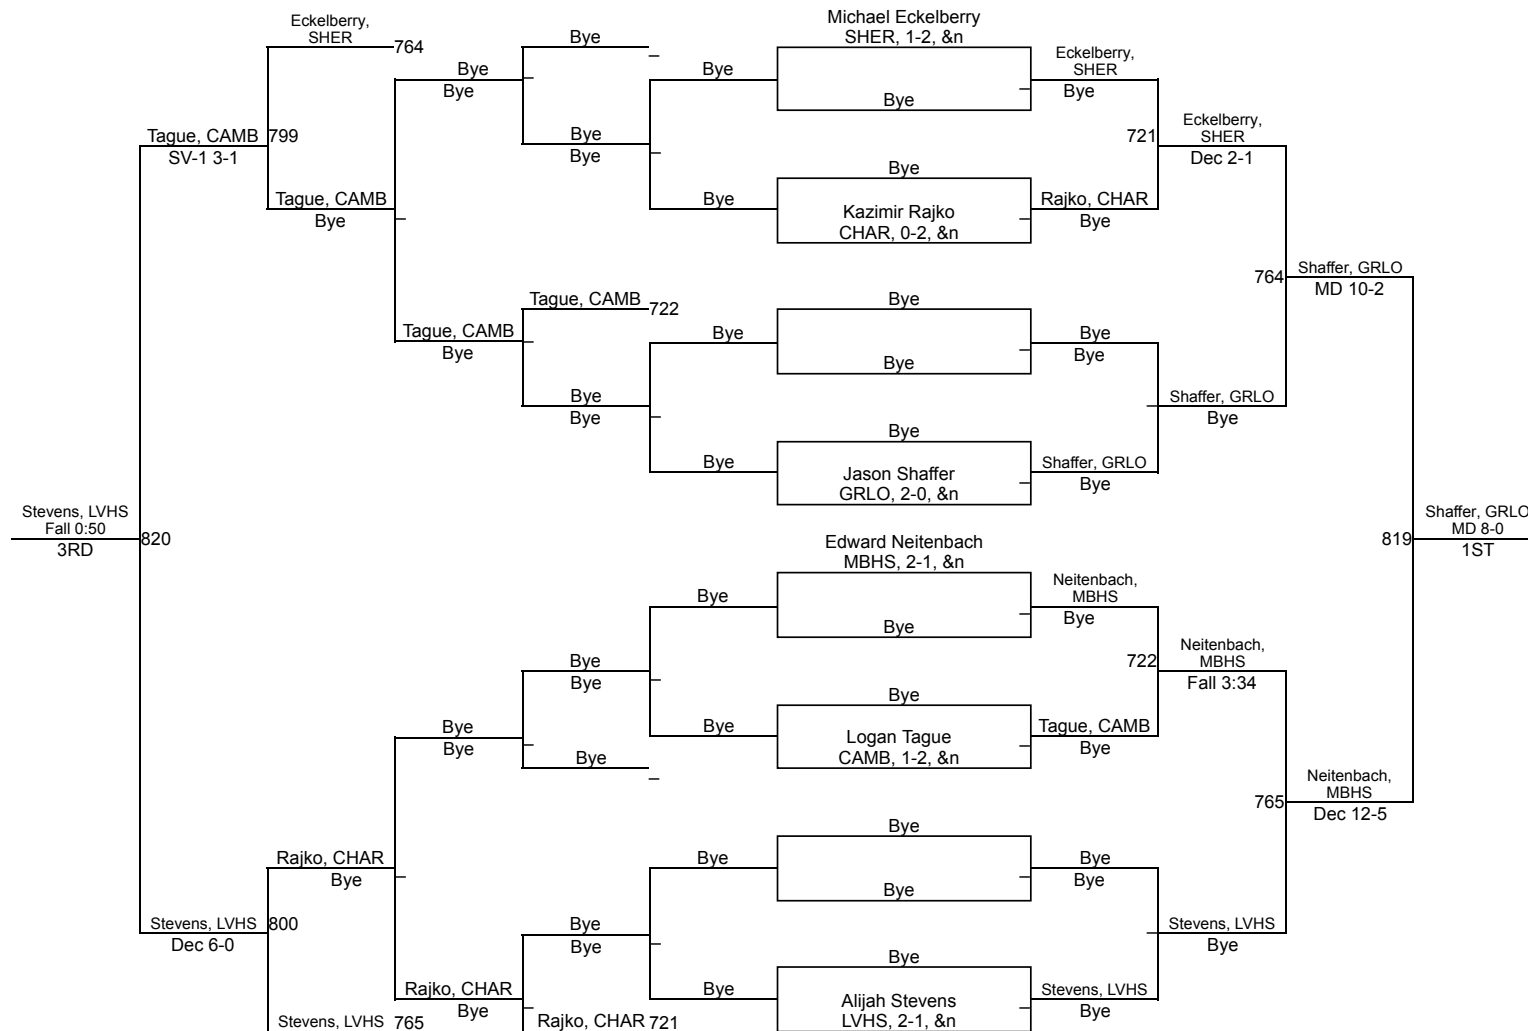 Eckelberry,
SHER
764
Bye
Michael Eckelberry
SHER, 1-2, &n
Bye
Bye
Bye
Bye
Eckelberry,
SHER
Bye
Tague, CAMB
799
SV-1 3-1
Bye
Bye
721
Eckelberry,
SHER
Dec 2-1
Tague, CAMB
Bye
Bye
Bye
Kazimir Rajko
CHAR, 0-2, &n
Rajko, CHAR
Bye
764
Shaffer, GRLO
MD 10-2
Tague, CAMB
722
Bye
Tague, CAMB
Bye
Bye
Bye
Bye
Bye
Bye
Bye
Shaffer, GRLO
Bye
Bye
Bye
Jason Shaffer
GRLO, 2-0, &n
Shaffer, GRLO
Bye
Stevens, LVHS
Fall 0:50
3RD
820
819
Shaffer, GRLO
MD 8-0
1ST
Edward Neitenbach
MBHS, 2-1, &n
Bye
Bye
Neitenbach,
MBHS
Bye
Bye
Bye
722
Neitenbach,
MBHS
Fall 3:34
Bye
Bye
Bye
Bye
Bye
Logan Tague
CAMB, 1-2, &n
Tague, CAMB
Bye
Bye
765
Neitenbach,
MBHS
Dec 12-5
Rajko, CHAR
Bye
Bye
Bye
Bye
Bye
Bye
Stevens, LVHS
800
Dec 6-0
Bye
Bye
Stevens, LVHS
Bye
Rajko, CHAR
Bye
Bye
Bye
Alijah Stevens
LVHS, 2-1, &n
Stevens, LVHS
Bye
Stevens, LVHS
765
Rajko, CHAR
721